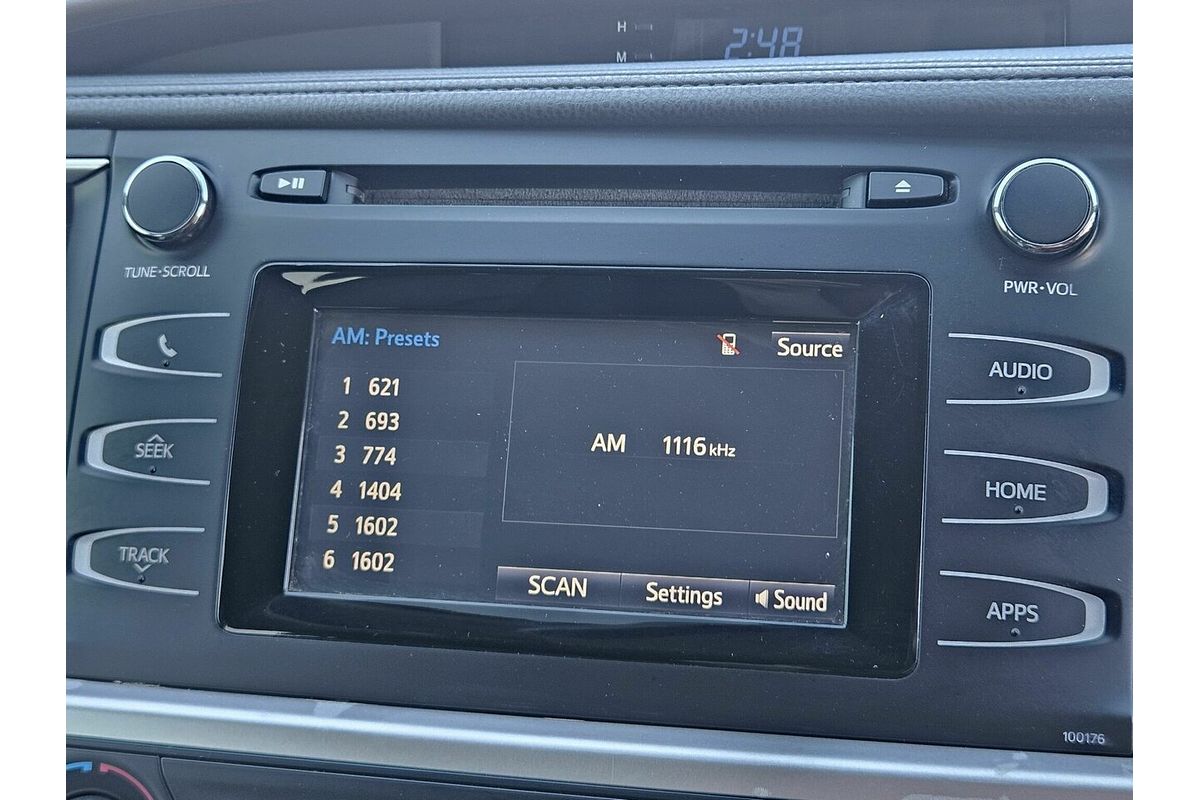 H
2:48
M
TUNE•SCROLL
PWR•VOL
AM: Presets
Source
1 621
2 693
3 774
4 1404
5 1602
6 1602
AM 1116 kHz
SCAN
Settings
Sound
SEEK
TRACK
AUDIO
HOME
APPS
100176